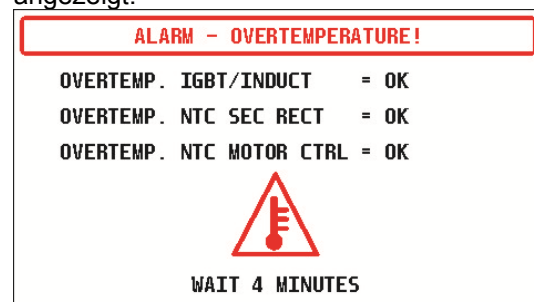 angezeigt.
ALARM - OVERTEMPERATURE!
OVERTEMP. IGBT/INDUCT = OK
OVERTEMP. NTC SEC RECT = OK
OVERTEMP. NTC MOTOR CTRL = OK
WAIT 4 MINUTES